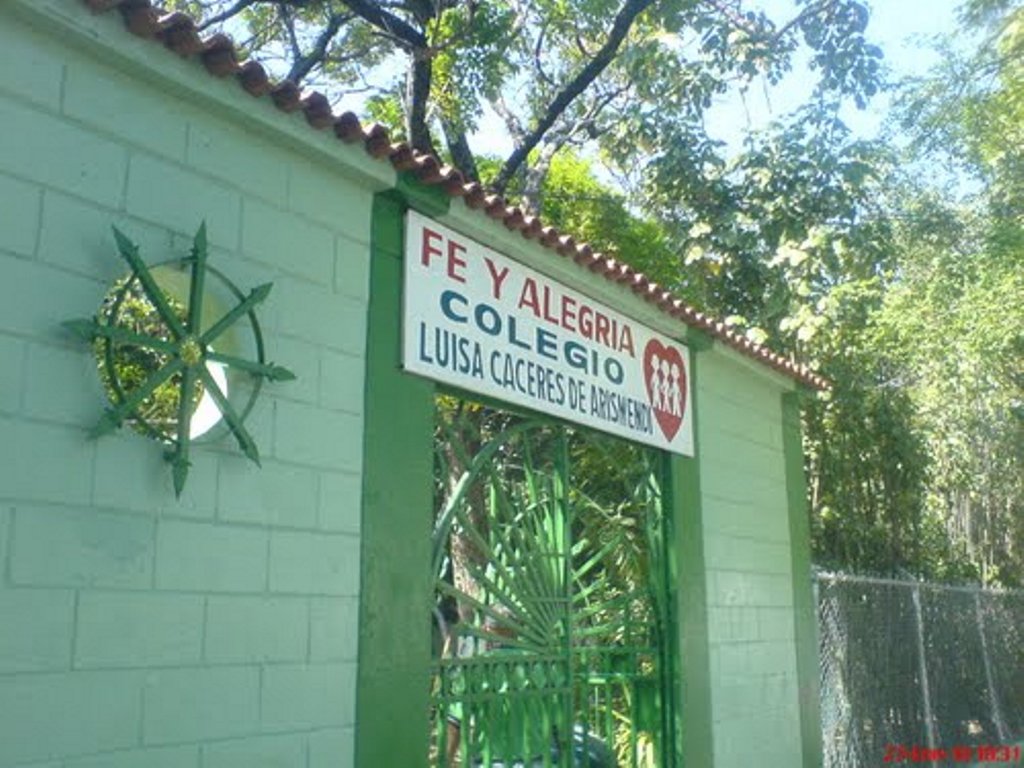 FE Y ALEGRIA
COLEGIO
LUISA CACERES DE ARISMENDI